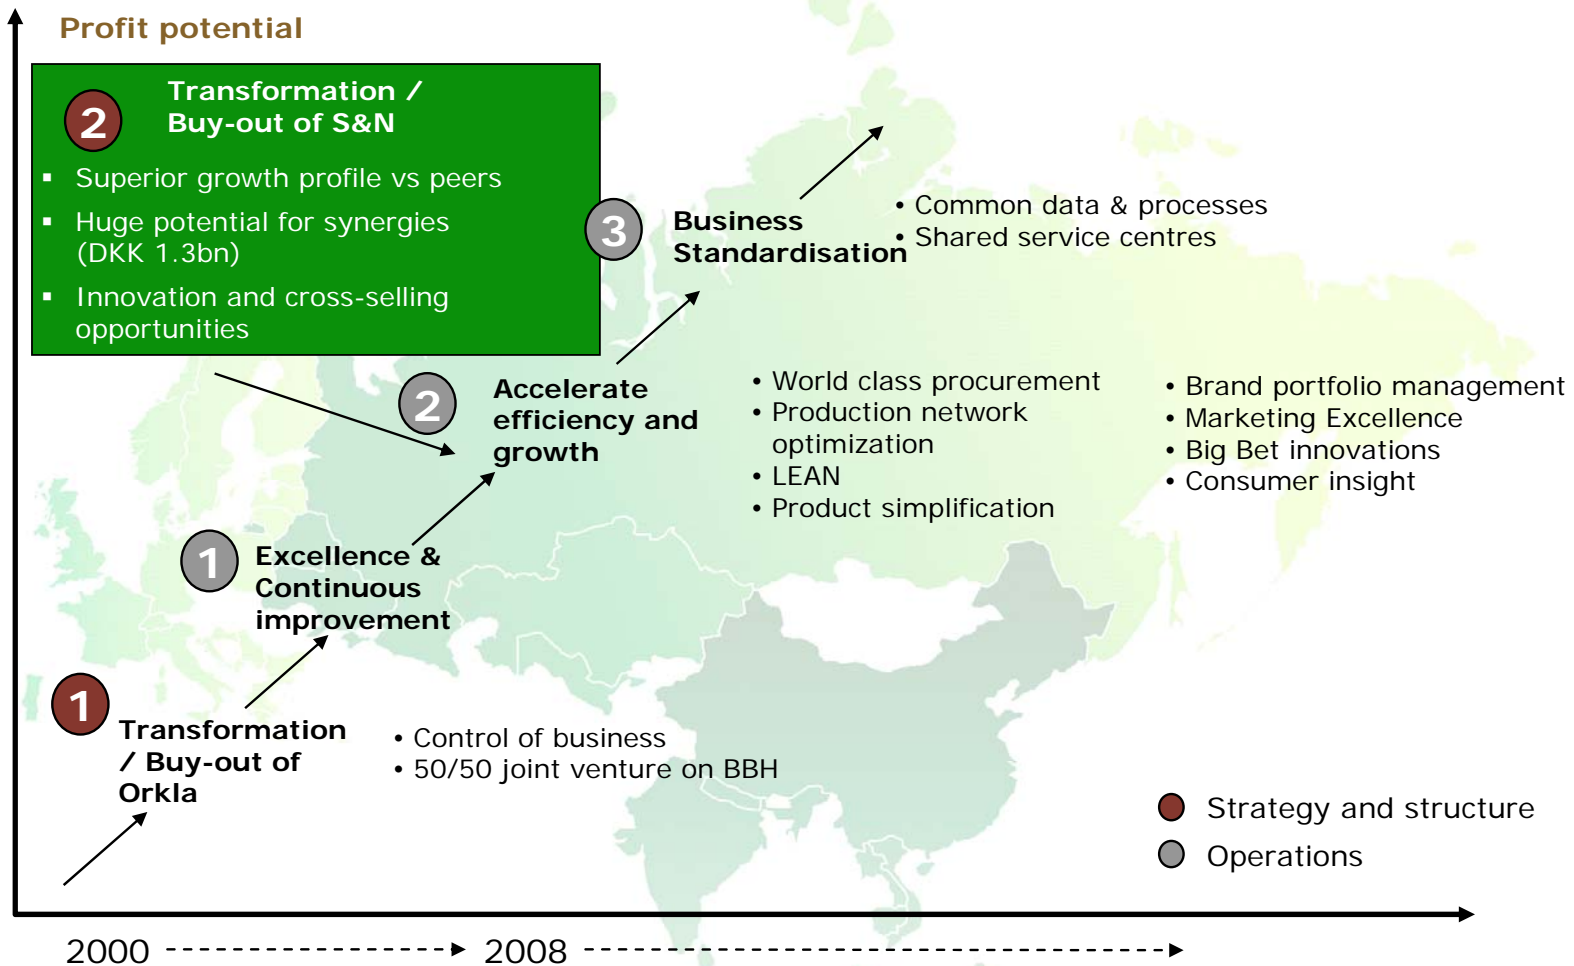 Profit potential
2
Transformation /
Buy-out of S&N
▪ Superior growth profile vs peers
▪ Huge potential for synergies
(DKK 1.3bn)
▪ Innovation and cross-selling
opportunities
3
Business
Standardisation
• Common data & processes
• Shared service centres
2
Accelerate
efficiency and
growth
• World class procurement
• Production network
optimization
• LEAN
• Product simplification
• Brand portfolio management
• Marketing Excellence
• Big Bet innovations
• Consumer insight
1
Excellence &
Continuous
improvement
1
Transformation
/ Buy-out of
Orkla
• Control of business
• 50/50 joint venture on BBH
Strategy and structure
Operations
2000
2008